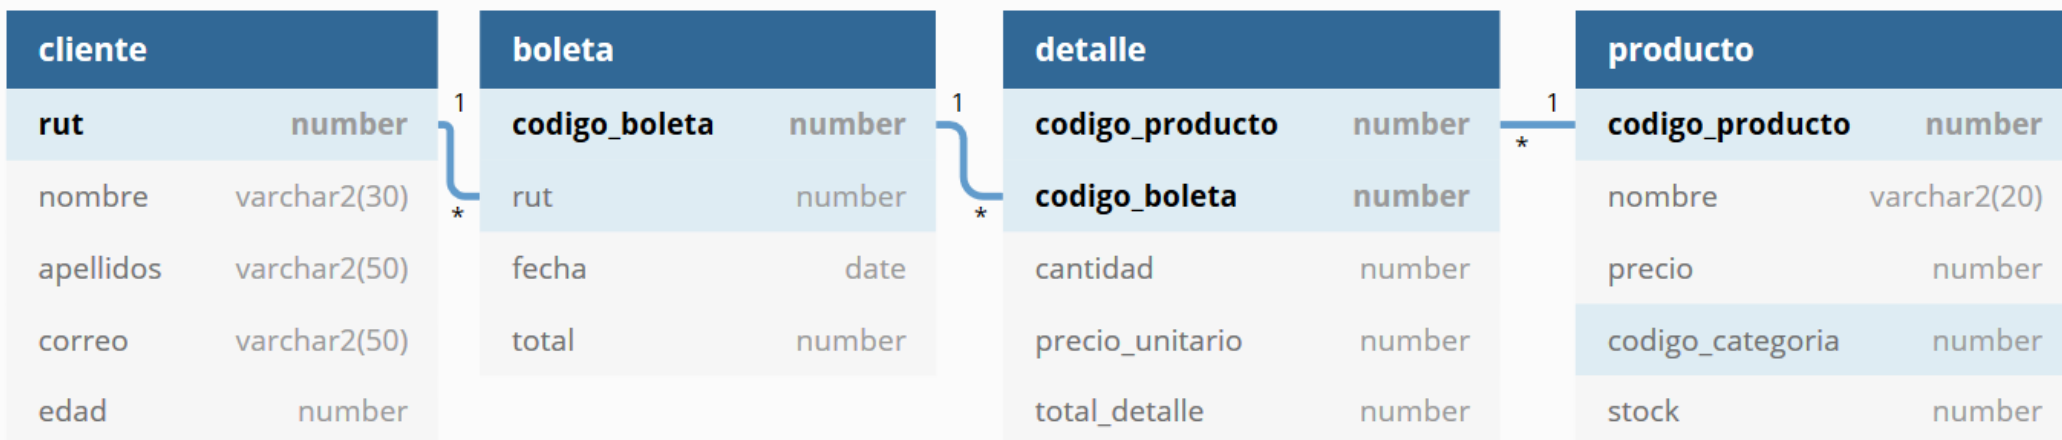 cliente
rut number
nombre varchar2(30)
apellidos varchar2(50)
correo varchar2(50)
edad number
1
*
boleta
codigo_boleta number
rut number
fecha date
total number
1
*
detalle
codigo_producto number
codigo_boleta number
cantidad number
precio_unitario number
total_detalle number
1
*
producto
codigo_producto number
nombre varchar2(20)
precio number
codigo_categoria number
stock number